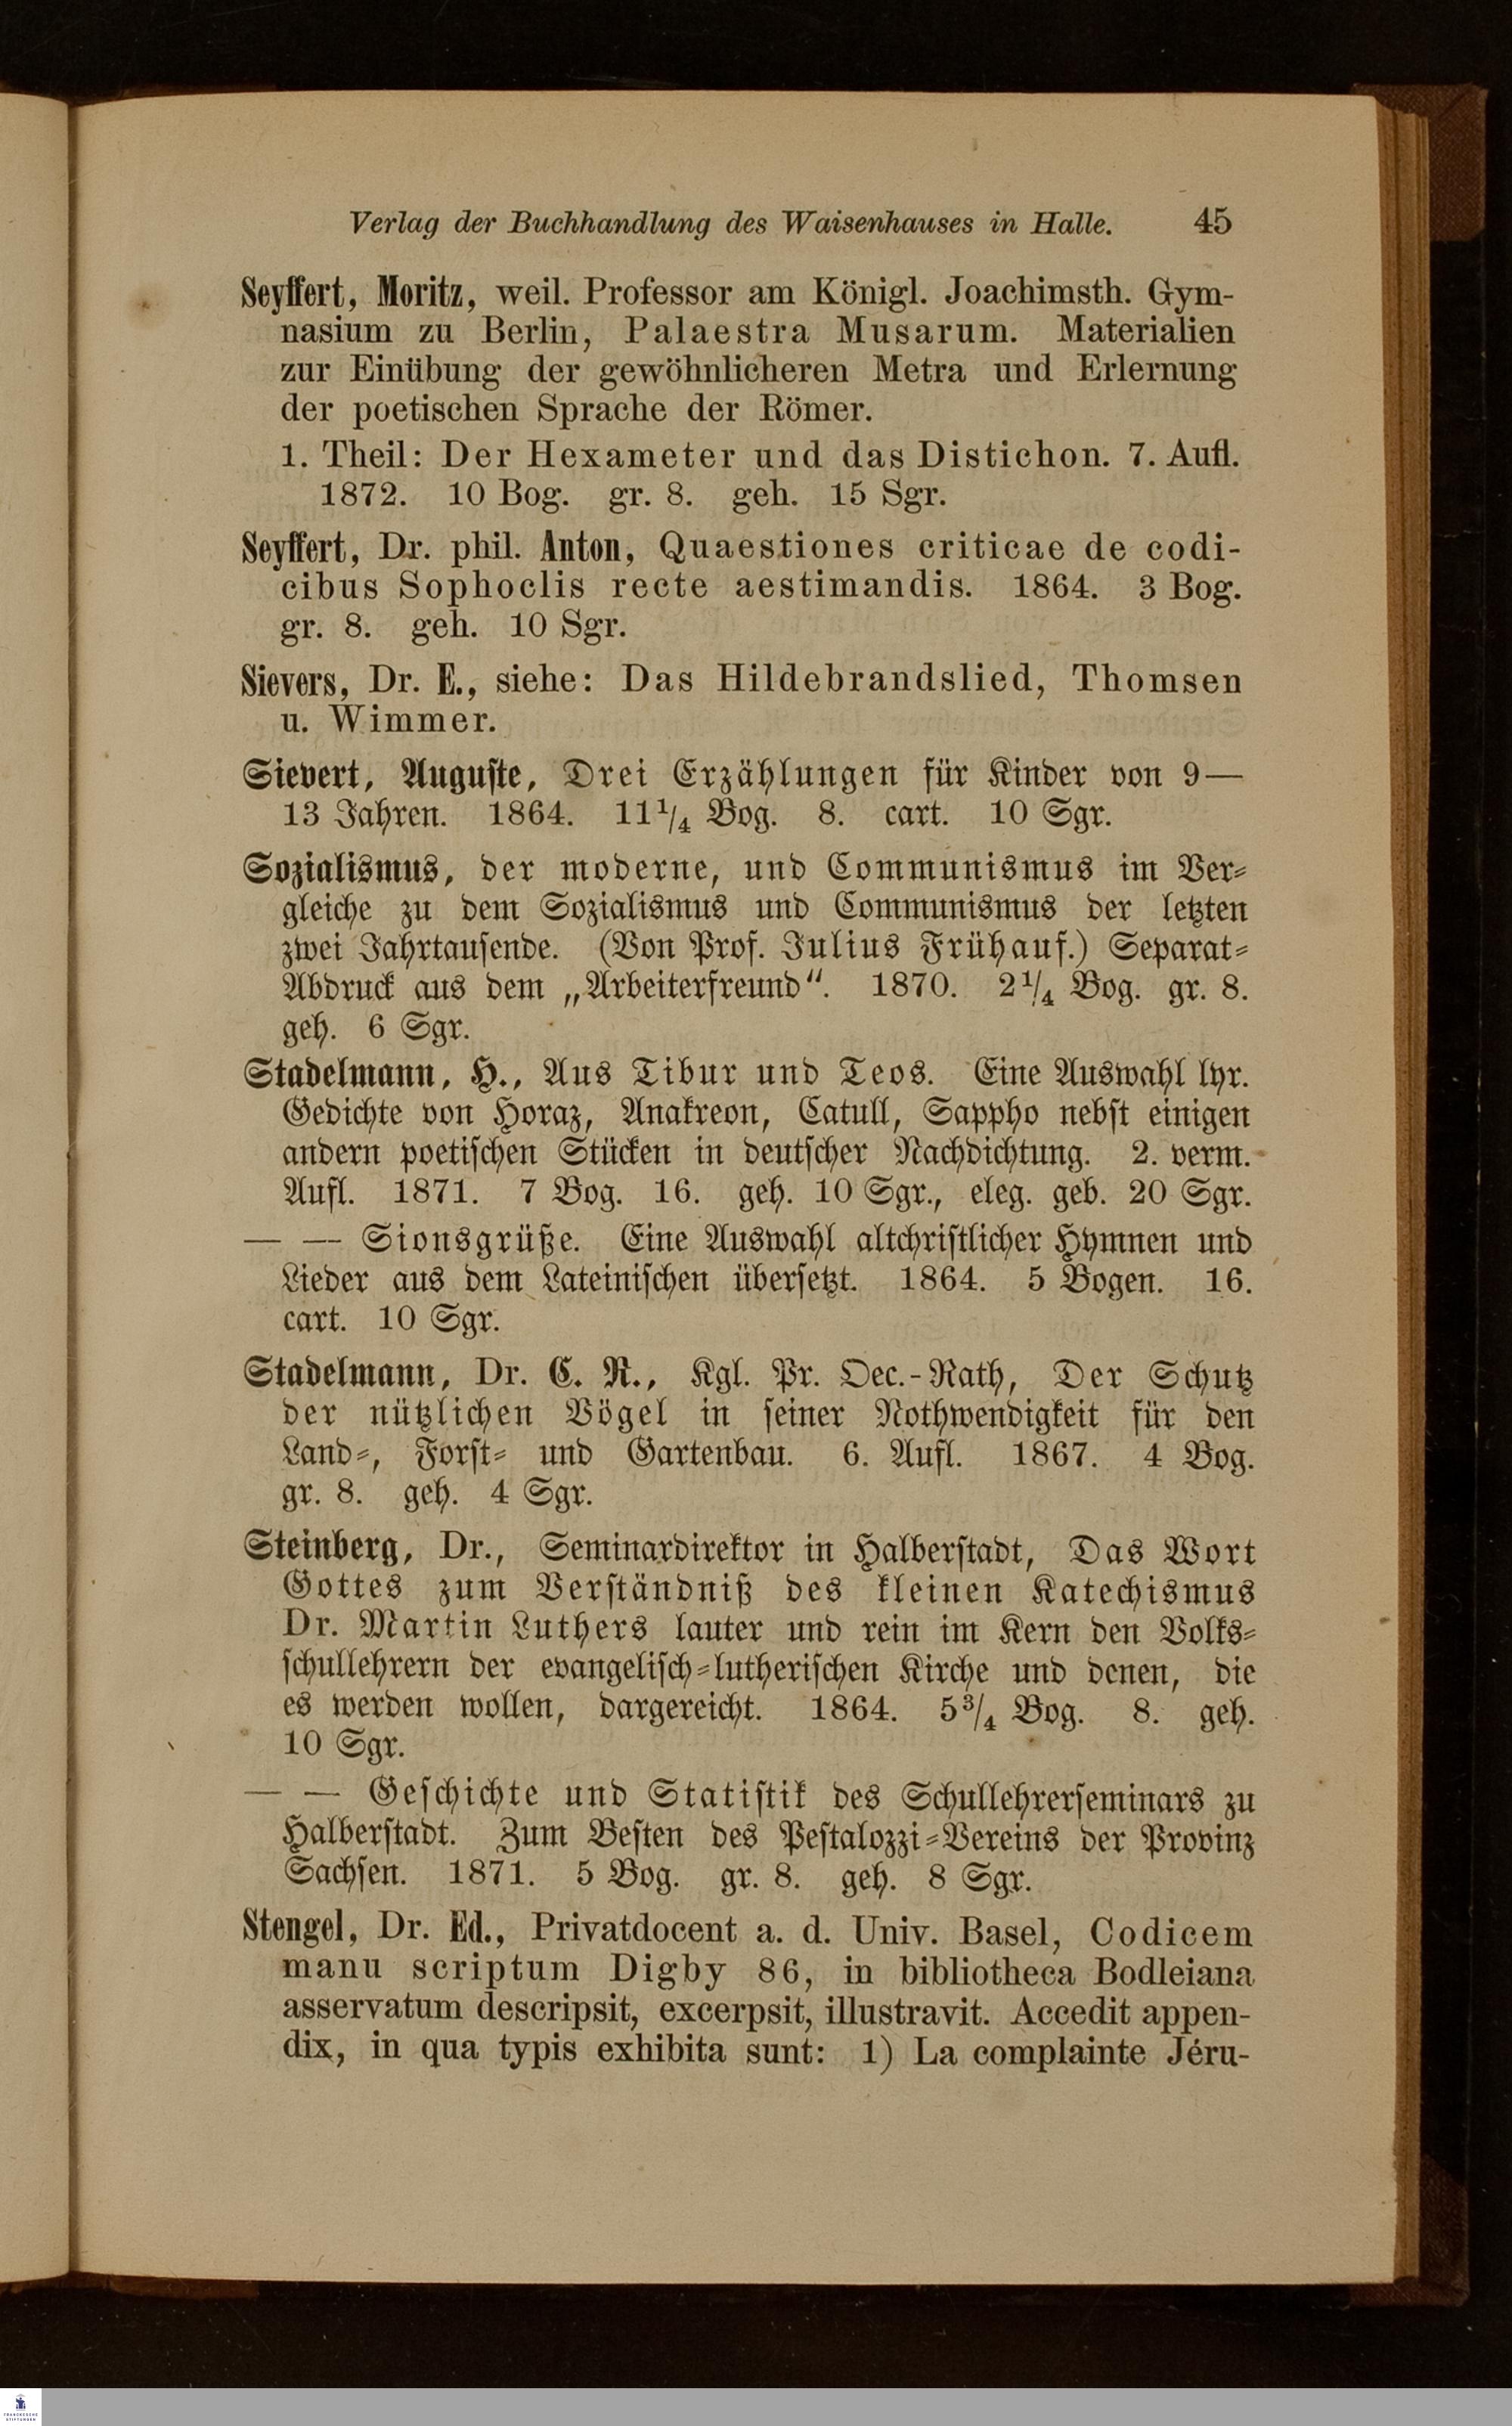 Verlag der Buchhandlung des Waisenhauses in Halle. 45
Seyffert, Moritz, weil. Professor am Königl. Joachimsth. Gym-
nasium zu Berlin, Palaestra Musarum. Materialien
zur Einübung der gewöhnlicheren Metra und Erlernung
der poetischen Sprache der Römer.
1. Theil: Der Hexameter und das Distichon. 7. Aufl.
1872. 10 Bog. gr. 8. geh. 15 Sgr.
Seyffert, Dr. phil. Anton, Quaestiones criticae de codi-
cibus Sophoclis recte aestimandis. 1864. 3 Bog.
gr. 8. geh. 10 Sgr.
Sievers, Dr. E., siehe: Das Hildebrandslied, Thomsen
u. Wimmer.
Sievert, Auguste, Drei Erzählungen für Kinder von 9—
13 Jahren. 1864. 11 1/4 Bog. 8. cart. 10 Sgr.
Sozialismus, der moderne, und Communismus im Ver-
gleiche zu dem Sozialismus und Communismus der letzten
zwei Jahrtausende. (Von Prof. Julius Frühauf.) Separat-
Abdruck aus dem „Arbeiterfreund“. 1870. 2 1/4 Bog. gr. 8.
geh. 6 Sgr.
Stadelmann, H., Aus Tibur und Teos. Eine Auswahl lyr.
Gedichte von Horaz, Anakreon, Catull, Sappho nebst einigen
andern poetischen Stücken in deutscher Nachdichtung. 2. verm.
Aufl. 1871. 7 Bog. 16. geh. 10 Sgr., eleg. geb. 20 Sgr.
— — Sionsgrüße. Eine Auswahl altchristlicher Hymnen und
Lieder aus dem Lateinischen übersetzt. 1864. 5 Bogen. 16.
cart. 10 Sgr.
Stadelmann, Dr. C. R., Kgl. Pr. Oec.-Rath, Der Schutz
der nützlichen Vögel in seiner Nothwendigkeit für den
Land-, Forst- und Gartenbau. 6. Aufl. 1867. 4 Bog.
gr. 8. geh. 4 Sgr.
Steinberg, Dr., Seminardirektor in Halberstadt, Das Wort
Gottes zum Verständniß des kleinen Katechismus
Dr. Martin Luthers lauter und rein im Kern den Volks-
schullehrern der evangelisch-lutherischen Kirche und denen, die
es werden wollen, dargereicht. 1864. 5 3/4 Bog. 8. geh.
10 Sgr.
— — Geschichte und Statistik des Schullehrerseminars zu
Halberstadt. Zum Besten des Pestalozzi-Vereins der Provinz
Sachsen. 1871. 5 Bog. gr. 8. geh. 8 Sgr.
Stengel, Dr. Ed., Privatdocent a. d. Univ. Basel, Codicem
manu scriptum Digby 86, in bibliotheca Bodleiana
asservatum descripsit, excerpsit, illustravit. Accedit appen-
dix, in qua typis exhibita sunt: 1) La complainte Jéru-
FRANCKESCHE
STIFTUNGEN